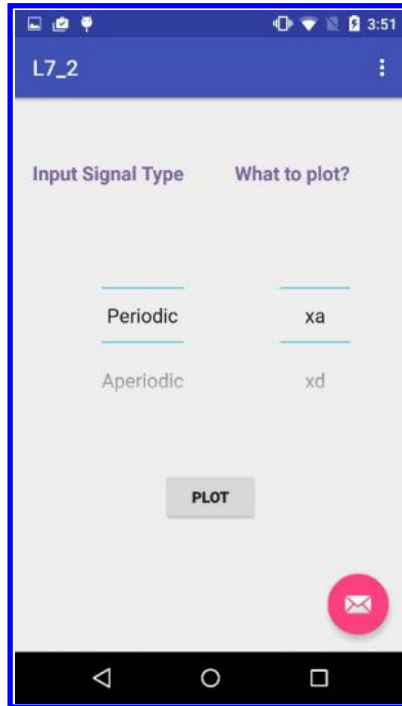 3:51
L7_2
Input Signal Type What to plot?
Periodic xa
Aperiodic xd
PLOT